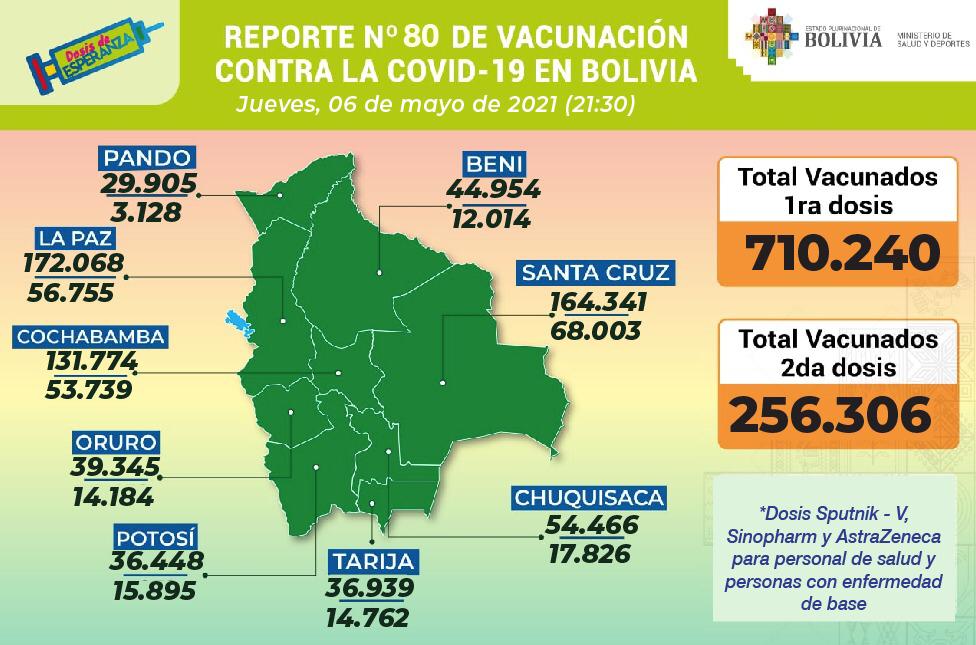 Dosis de
ESPERANZA
REPORTE Nº 80 DE VACUNACIÓN
CONTRA LA COVID-19 EN BOLIVIA
Jueves, 06 de mayo de 2021 (21:30)
ESTADO PLURINACIONAL DE
BOLIVIA
MINISTERIO DE
SALUD Y DEPORTES
PANDO
29.905
3.128
LA PAZ
172.068
56.755
COCHABAMBA
131.774
53.739
ORURO
39.345
14.184
POTOSÍ
36.448
15.895
TARIJA
36.939
14.762
BENI
44.954
12.014
SANTA CRUZ
164.341
68.003
CHUQUISACA
54.466
17.826
Total Vacunados
1ra dosis
710.240
Total Vacunados
2da dosis
256.306
*Dosis Sputnik - V,
Sinopharm y AstraZeneca
para personal de salud y
personas con enfermedad
de base